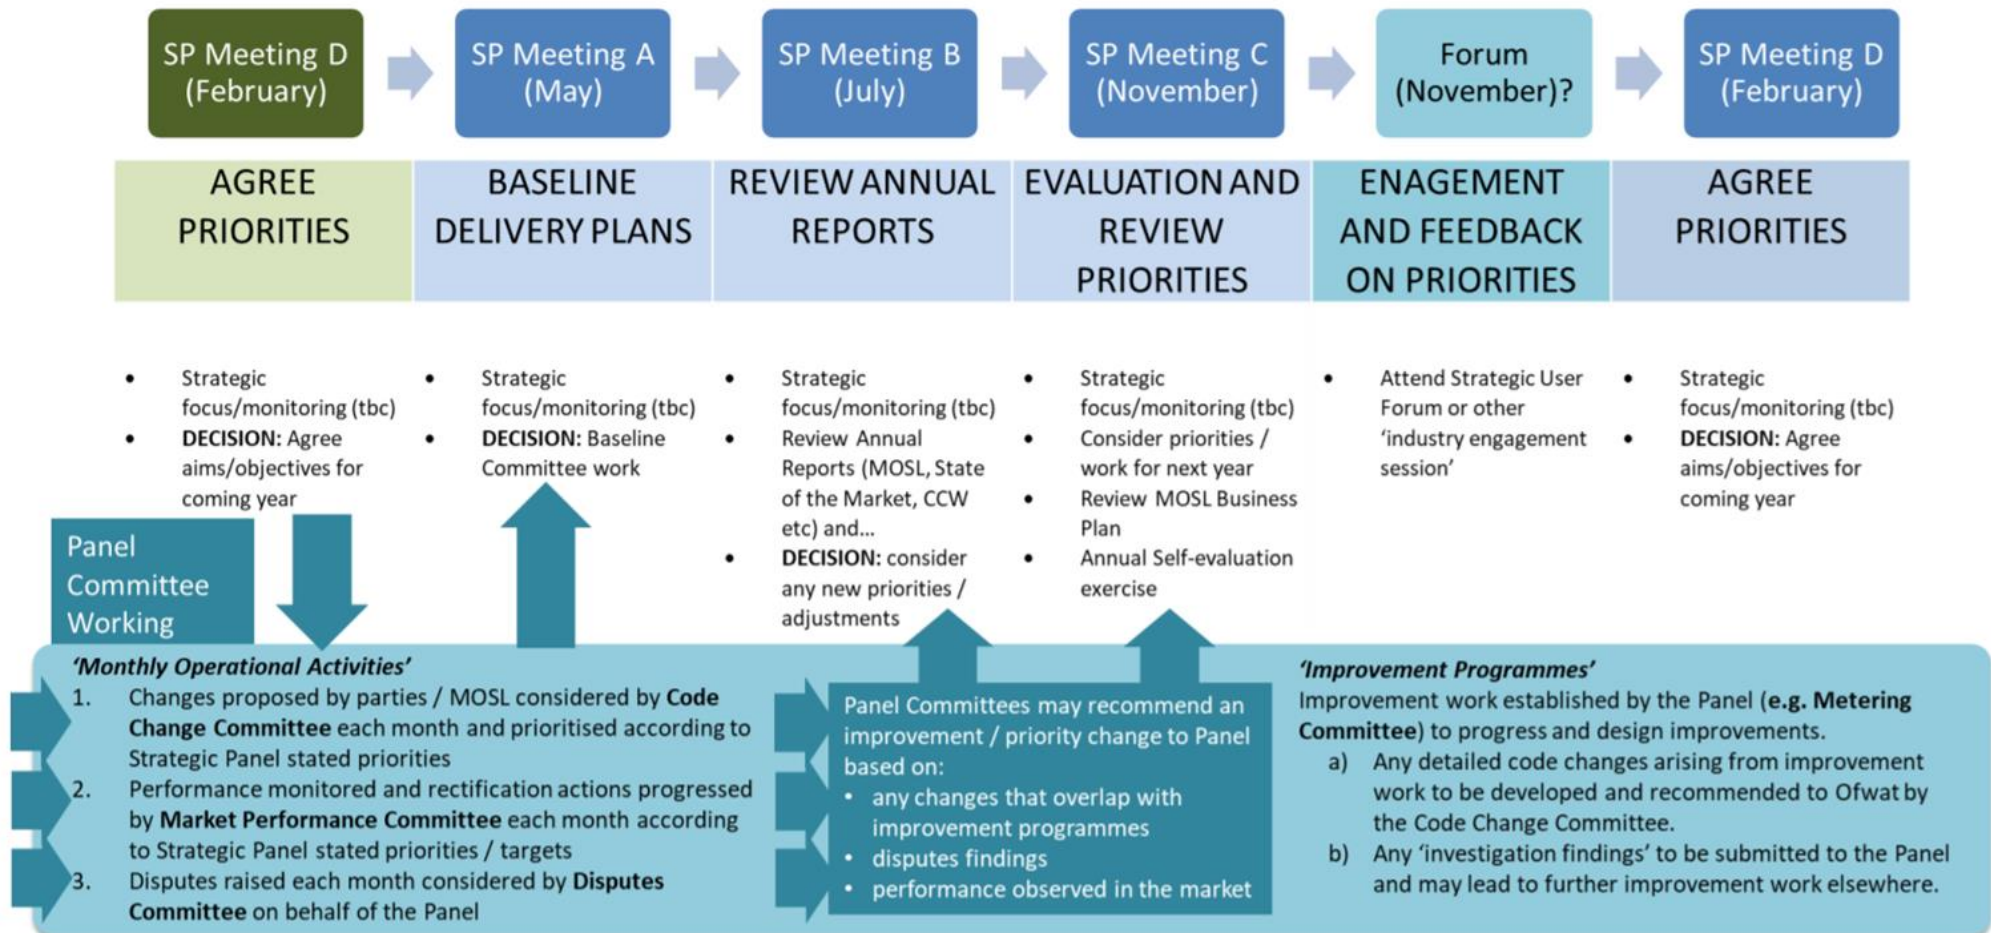 SP Meeting D
(February)
SP Meeting A
(May)
SP Meeting B
(July)
SP Meeting C
(November)
Forum
(November)?
SP Meeting D
(February)
AGREE
PRIORITIES
BASELINE
DELIVERY PLANS
REVIEW ANNUAL
REPORTS
EVALUATION AND
REVIEW
PRIORITIES
ENAGEMENT
AND FEEDBACK
ON PRIORITIES
AGREE
PRIORITIES
• Strategic
focus/monitoring (tbc)
• DECISION: Agree
aims/objectives for
coming year
• Strategic
focus/monitoring (tbc)
• DECISION: Baseline
Committee work
• Strategic
focus/monitoring (tbc)
• Review Annual
Reports (MOSL, State
of the Market, CCW
etc) and...
• DECISION: consider
any new priorities /
adjustments
• Strategic
focus/monitoring (tbc)
• Consider priorities /
work for next year
• Review MOSL Business
Plan
• Annual Self-evaluation
exercise
• Attend Strategic User
Forum or other
‘industry engagement
session’
• Strategic
focus/monitoring (tbc)
• DECISION: Agree
aims/objectives for
coming year
Panel
Committee
Working
‘Monthly Operational Activities’
1. Changes proposed by parties / MOSL considered by Code
Change Committee each month and prioritised according to
Strategic Panel stated priorities
2. Performance monitored and rectification actions progressed
by Market Performance Committee each month according
to Strategic Panel stated priorities / targets
3. Disputes raised each month considered by Disputes
Committee on behalf of the Panel
Panel Committees may recommend an
improvement / priority change to Panel
based on:
• any changes that overlap with
improvement programmes
• disputes findings
• performance observed in the market
‘Improvement Programmes’
Improvement work established by the Panel (e.g. Metering
Committee) to progress and design improvements.
a) Any detailed code changes arising from improvement
work to be developed and recommended to Ofwat by
the Code Change Committee.
b) Any ‘investigation findings’ to be submitted to the Panel
and may lead to further improvement work elsewhere.